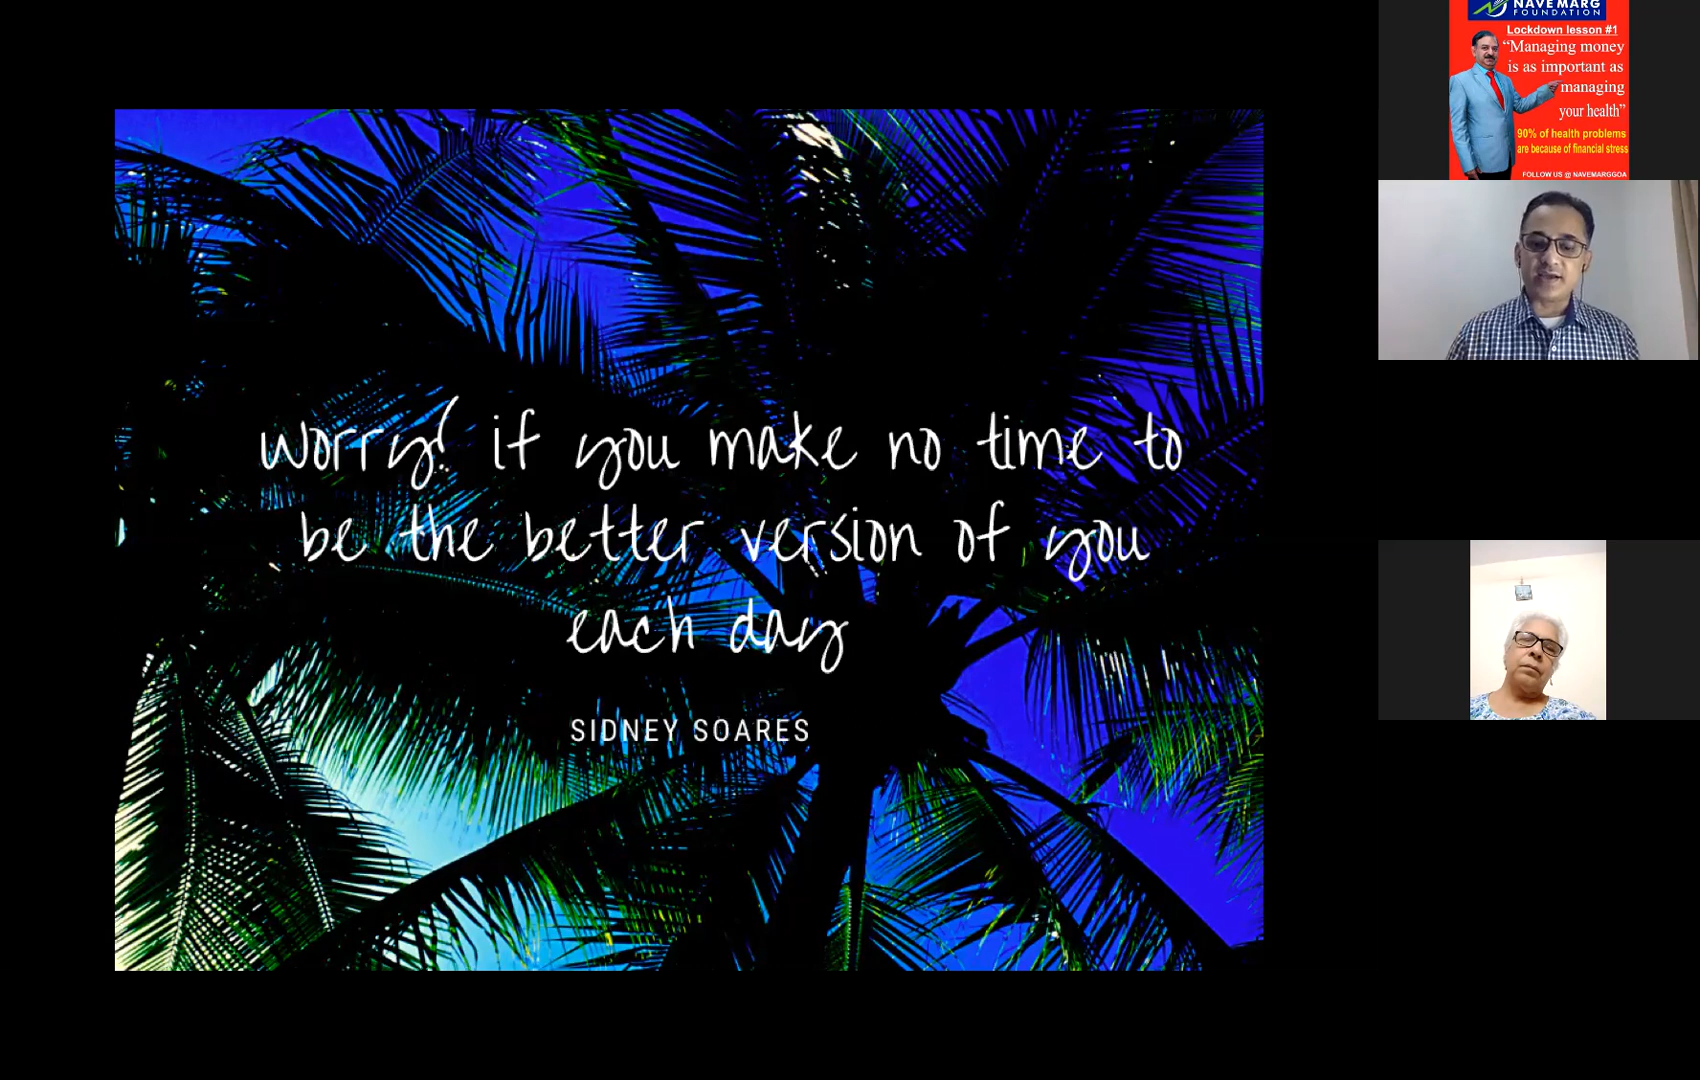 worry! if you make no time to
be the better version of you
each day
SIDNEY SOARES
NAVE MARG
FOUNDATION
Lockdown lesson #1
“Managing money
is as important as
managing
your health”
90% of health problems
are because of financial stress
FOLLOW US @ NAVEMARGGOA